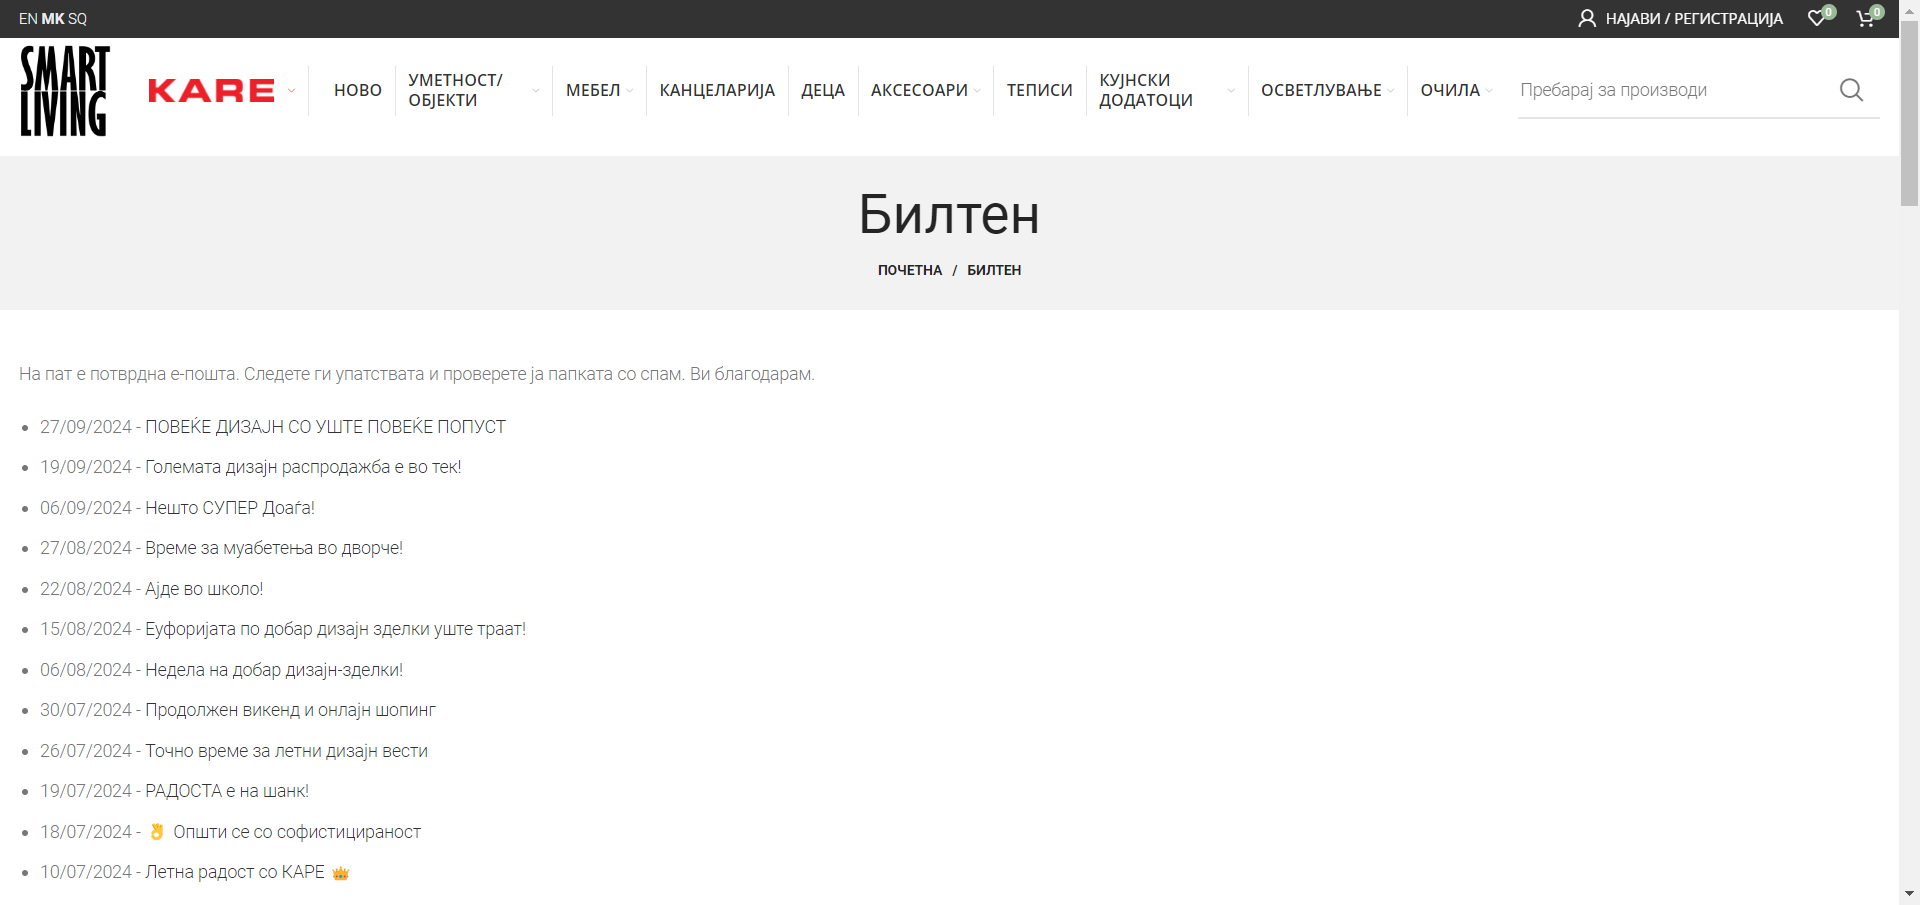 EN MK SQ
НАЈАВИ / РЕГИСТРАЦИЈА
0
0
SMART
LIVING
KARE
НОВО
УМЕТНОСТ/
ОБЈЕКТИ
МЕБЕЛ
КАНЦЕЛАРИЈА
ДЕЦА
АКСЕСОАРИ
ТЕПИСИ
КУЈНСКИ
ДОДАТОЦИ
ОСВЕТЛУВАЊЕ
ОЧИЛА
Пребарај за производи
Билтен
ПОЧЕТНА / БИЛТЕН
На пат е потврдна е-пошта. Следете ги упатствата и проверете ја папката со спам. Ви благодарам.
27/09/2024 - ПОВЕЌЕ ДИЗАЈН СО УШТЕ ПОВЕЌЕ ПОПУСТ
19/09/2024 - Големата дизајн распродажба е во тек!
06/09/2024 - Нешто СУПЕР Доаѓа!
27/08/2024 - Време за муабетења во дворче!
22/08/2024 - Ајде во школо!
15/08/2024 - Еуфоријата по добар дизајн зделки уште траат!
06/08/2024 - Недела на добар дизајн-зделки!
30/07/2024 - Продолжен викенд и онлајн шопинг
26/07/2024 - Точно време за летни дизајн вести
19/07/2024 - РАДОСТА е на шанк!
18/07/2024 - 👌 Општи се со софистицираност
10/07/2024 - Летна радост со КАРЕ 👑